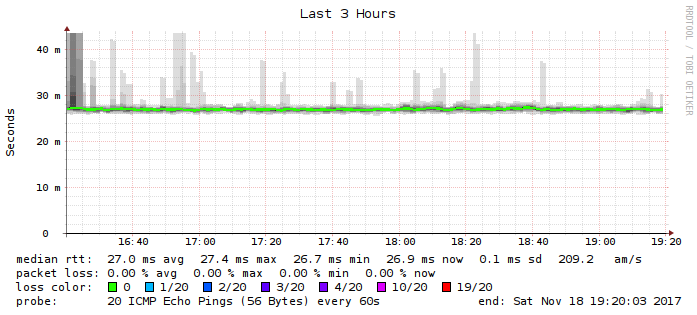 Last 3 Hours
RRDTOOL / TOBI OETIKER
Seconds
40 m
30 m
20 m
10 m
0
16:40 17:00 17:20 17:40 18:00 18:20 18:40 19:00 19:20
median rtt: 27.0 ms avg 27.4 ms max 26.7 ms min 26.9 ms now 0.1 ms sd 209.2 am/s
packet loss: 0.00 % avg 0.00 % max 0.00 % min 0.00 % now
loss color: 0 1/20 2/20 3/20 4/20 10/20 19/20
probe: 20 ICMP Echo Pings (56 Bytes) every 60s end: Sat Nov 18 19:20:03 2017